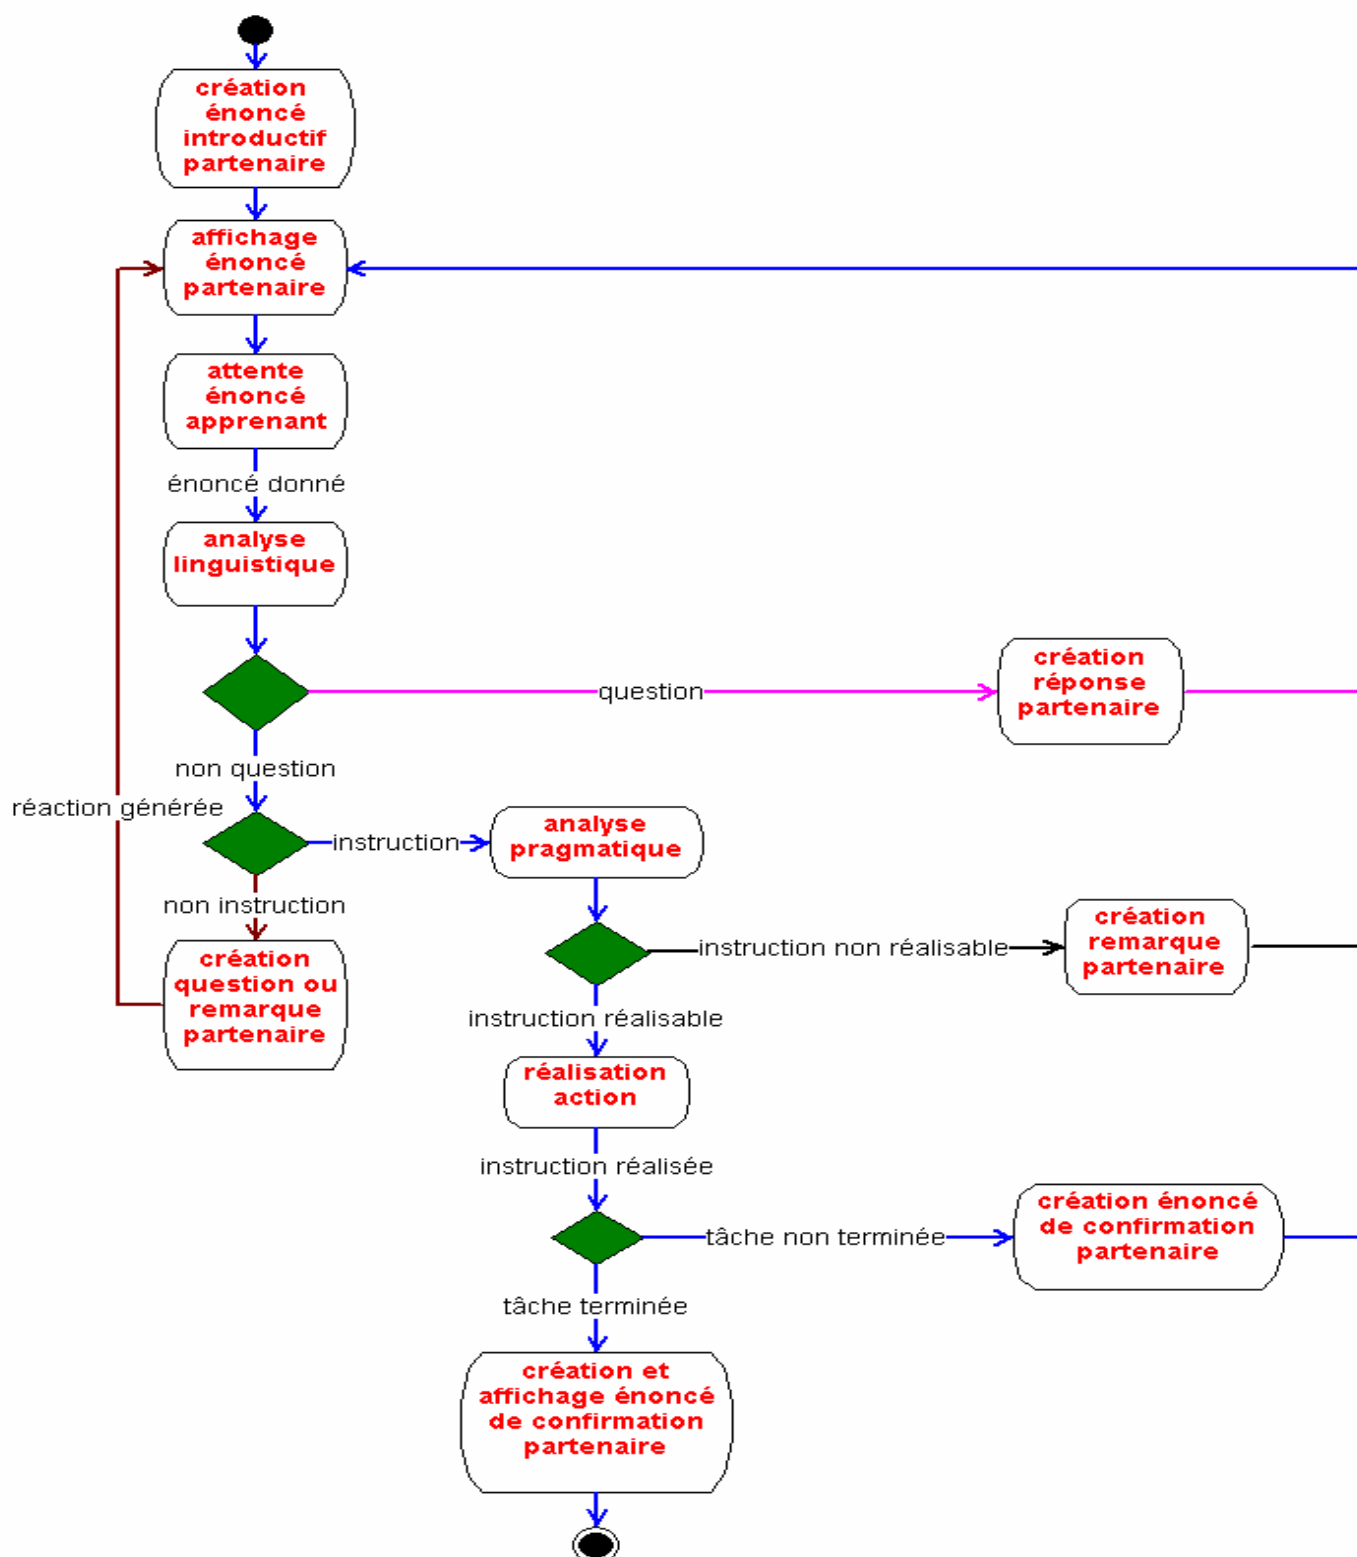 création
énoncé
introductif
partenaire
affichage
énoncé
partenaire
attente
énoncé
apprenant
énoncé donné
analyse
linguistique
question
création
réponse
partenaire
non question
réaction générée
instruction
analyse
pragmatique
non instruction
création
question ou
remarque
partenaire
instruction non réalisable
création
remarque
partenaire
instruction réalisable
réalisation
action
instruction réalisée
tâche non terminée
création énoncé
de confirmation
partenaire
tâche terminée
création et
affichage énoncé
de confirmation
partenaire